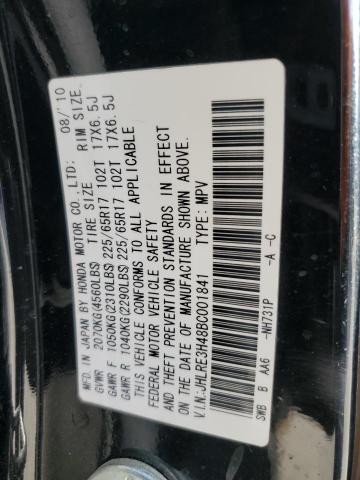 MFD. IN JAPAN BY HONDA MOTOR CO., LTD. 08/'10
TIRE SIZE RIM SIZE
GVWR 2070KG(4560LBS)
GAWR F 1050KG(2310LBS) 225/65R17 102T 17X6.5J
GAWR R 1040KG(2290LBS) 225/65R17 102T 17X6.5J
THIS VEHICLE CONFORMS TO ALL APPLICABLE
FEDERAL MOTOR VEHICLE SAFETY
AND THEFT PREVENTION STANDARDS IN EFFECT
ON THE DATE OF MANUFACTURE SHOWN ABOVE.
V.I.N.:JHLRE3H48BC001841 TYPE: MPV
SWB B AA6 -NH731P -A -C